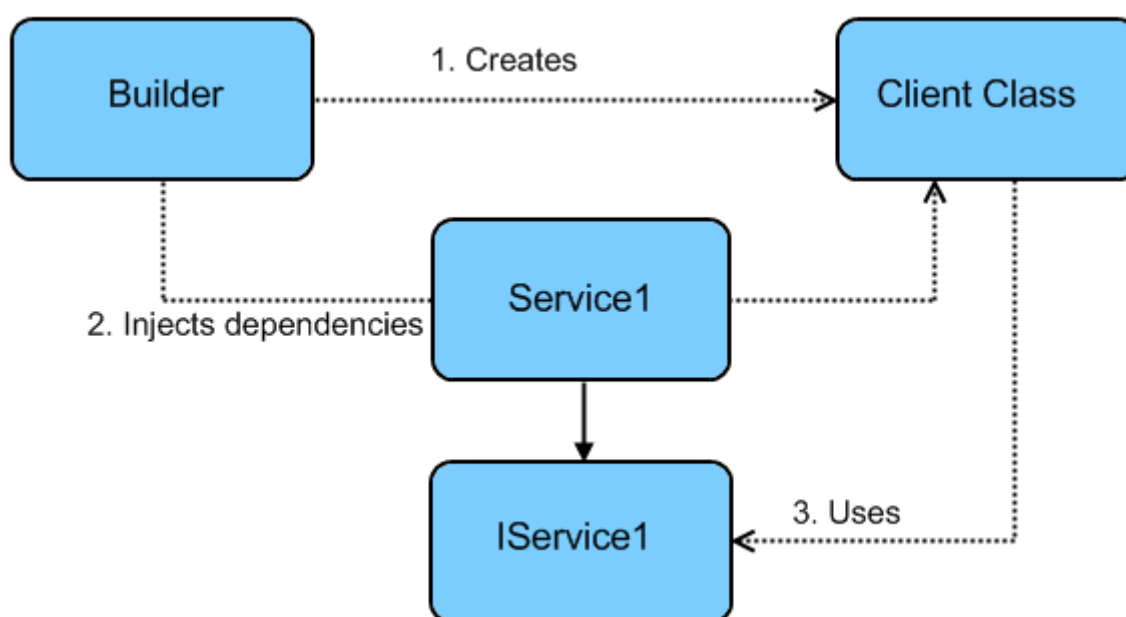 Builder
1. Creates
Client Class
Service1
2. Injects dependencies
IService1
3. Uses